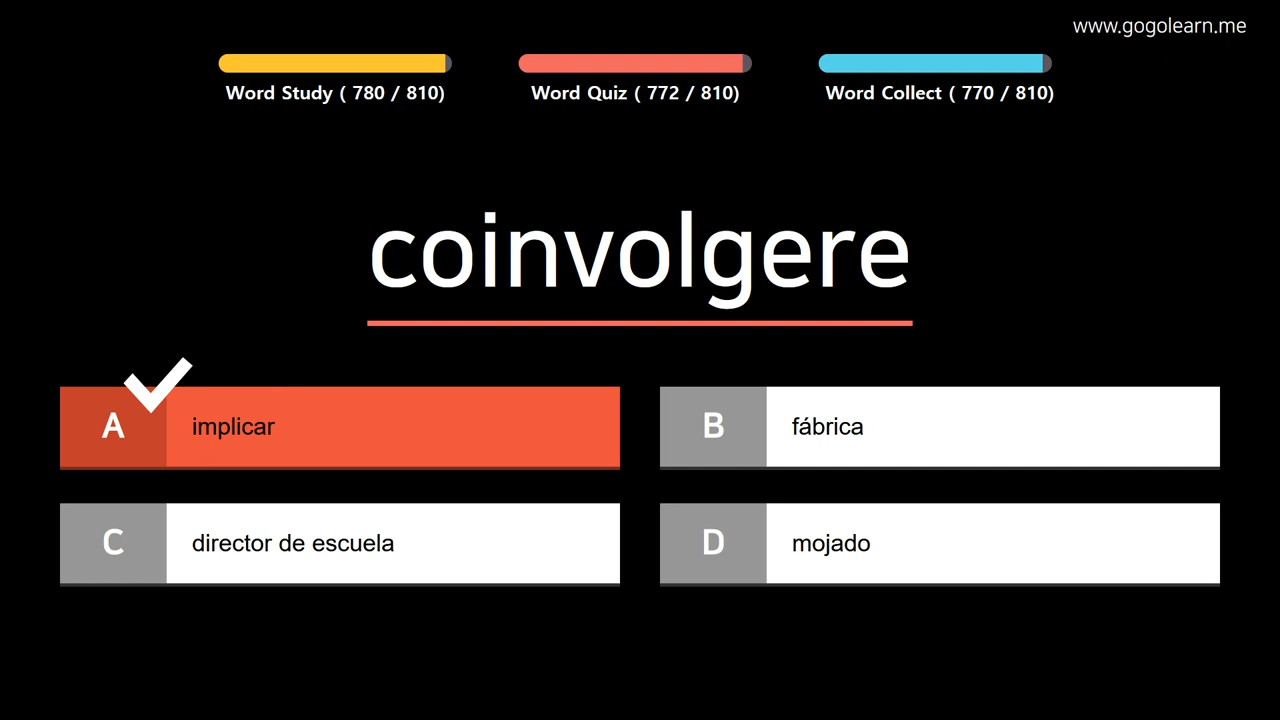 www.gogolearn.me
Word Study ( 780 / 810)
Word Quiz ( 772 / 810)
Word Collect ( 770 / 810)
coinvolgere
A implicar
B fábrica
C director de escuela
D mojado